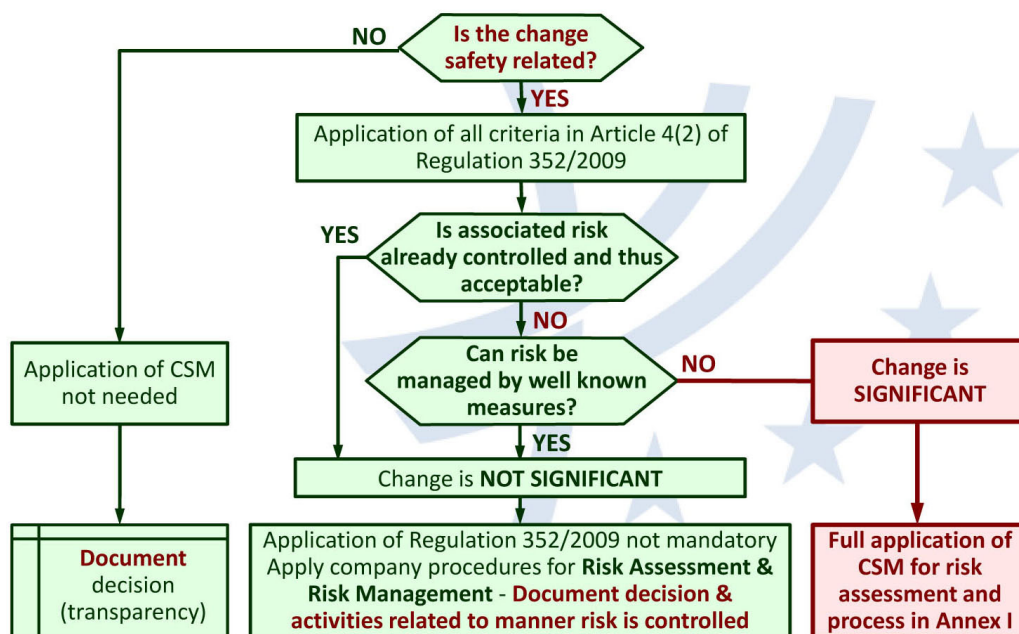 NO
Is the change
safety related?
YES
Application of all criteria in Article 4(2) of
Regulation 352/2009
YES
Is associated risk
already controlled and thus
acceptable?
NO
Application of CSM
not needed
Can risk be
managed by well known
measures?
NO
Change is
SIGNIFICANT
YES
Change is NOT SIGNIFICANT
Document
decision
(transparency)
Application of Regulation 352/2009 not mandatory
Apply company procedures for Risk Assessment &
Risk Management - Document decision &
activities related to manner risk is controlled
Full application of
CSM for risk
assessment and
process in Annex I